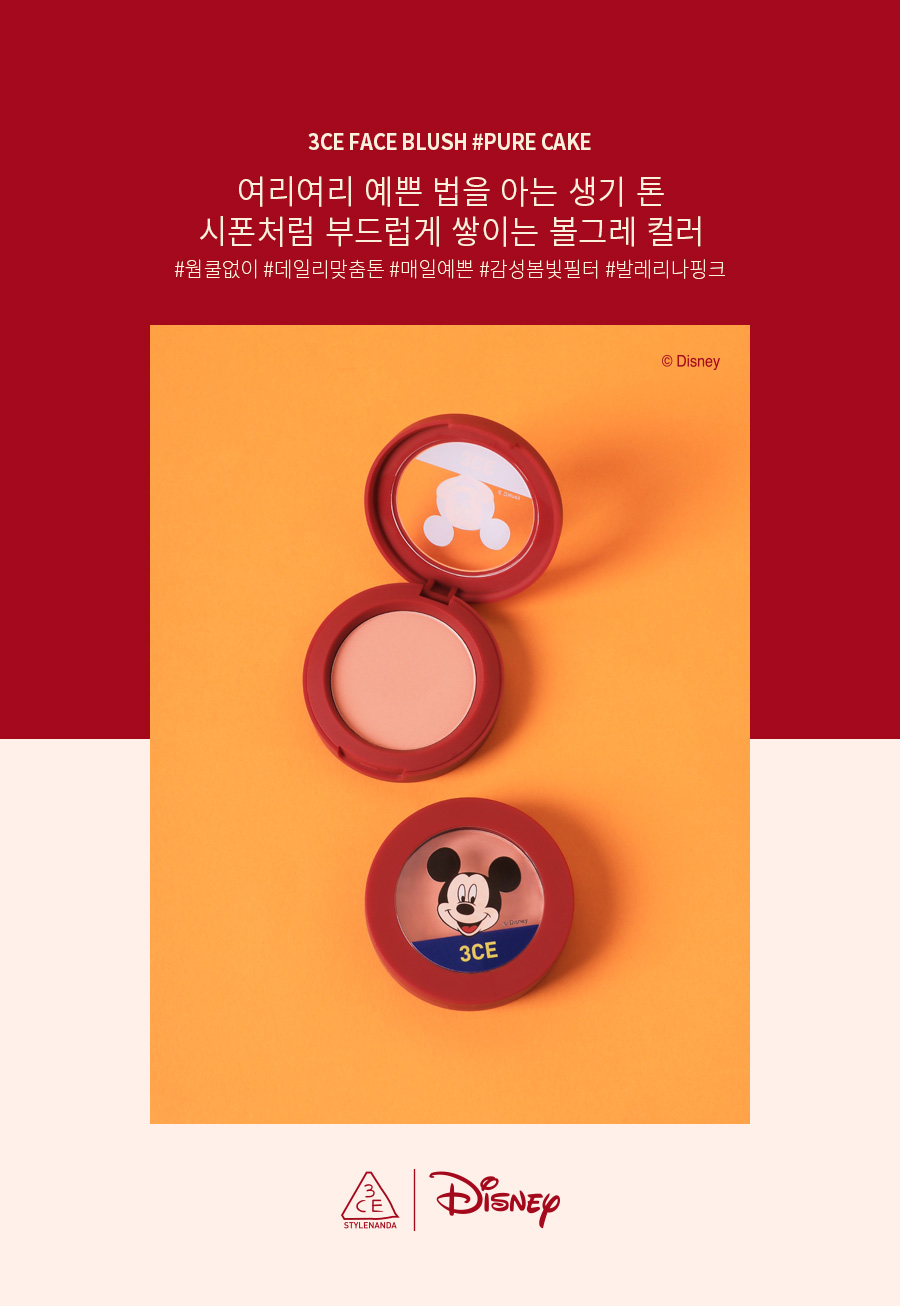 3CE FACE BLUSH #PURE CAKE
여리여리 예쁜 법을 아는 생기 톤
시폰처럼 부드럽게 쌓이는 볼그레 컬러
#웜쿨없이 #데일리맞춤톤 #매일예쁜 #감성봄빛필터 #발레리나핑크
© Disney
© Disney
© Disney
3CE
3CE
STYLENANDA
Disney